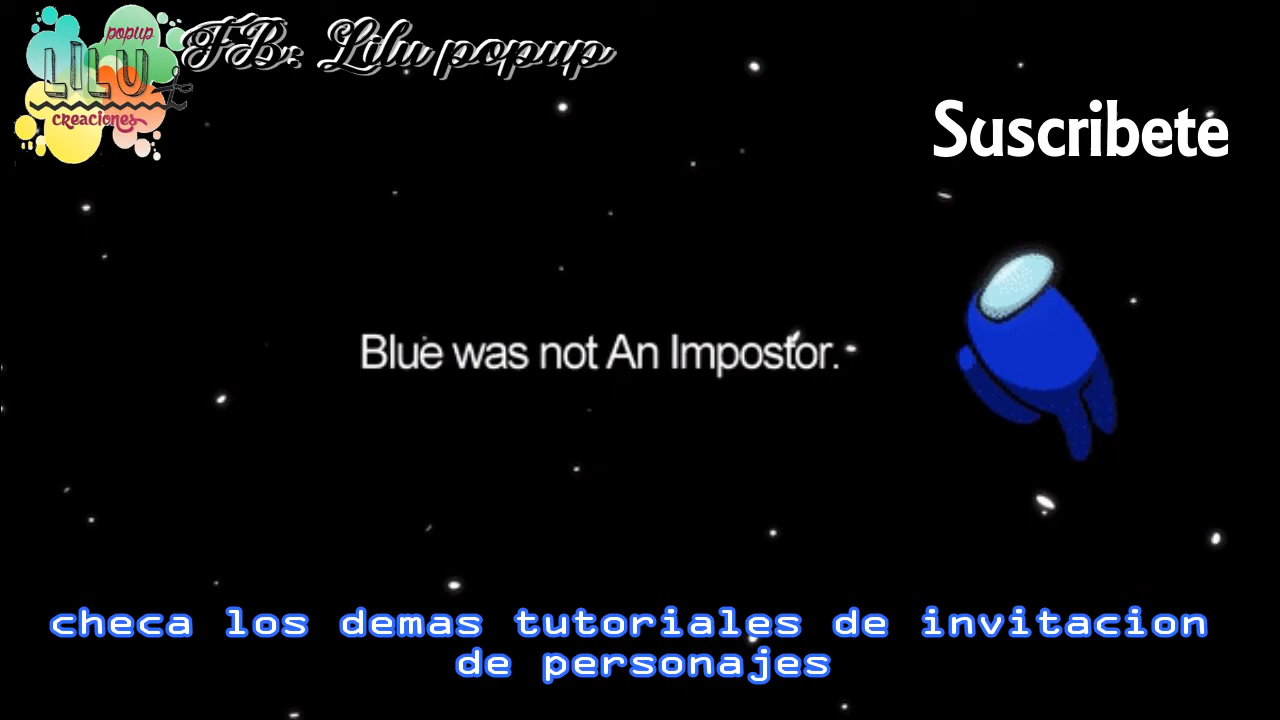 popup
LILU
creaciones
FB: Lilu popup
Suscribete
Blue was not An Impostor.
checa los demas tutoriales de invitacion
de personajes